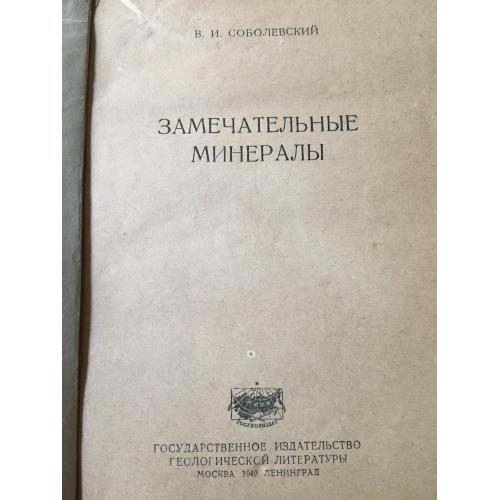 В. И. СОБОЛЕВСКИЙ
ЗАМЕЧАТЕЛЬНЫЕ
МИНЕРАЛЫ
ГОСГЕОЛИЗДАТ
ГОСУДАРСТВЕННОЕ ИЗДАТЕЛЬСТВО
ГЕОЛОГИЧЕСКОЙ ЛИТЕРАТУРЫ
МОСКВА 1949 ЛЕНИНГРАД